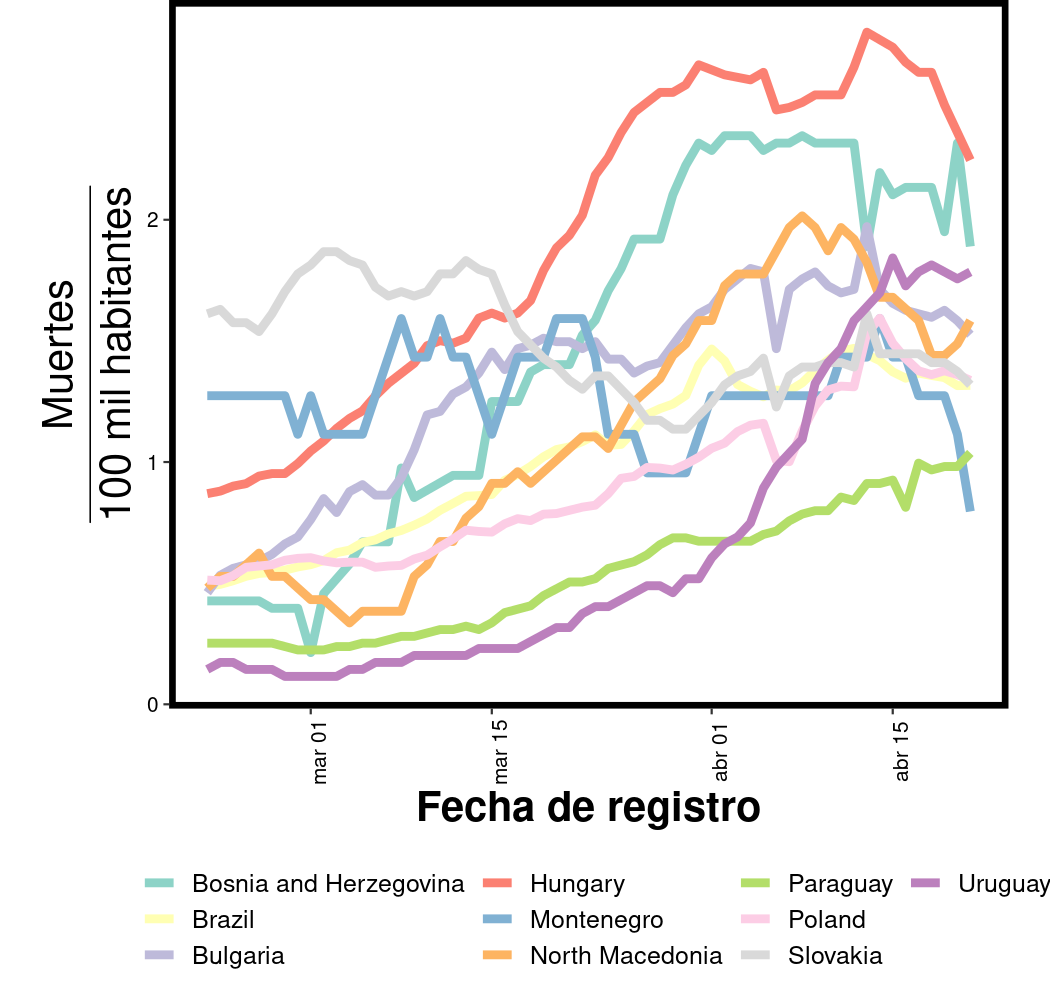 Muertes
100 mil habitantes
2
1
0
mar 01
mar 15
abr 01
abr 15
Fecha de registro
Bosnia and Herzegovina
Hungary
Paraguay
Uruguay
Brazil
Montenegro
Poland
Bulgaria
North Macedonia
Slovakia